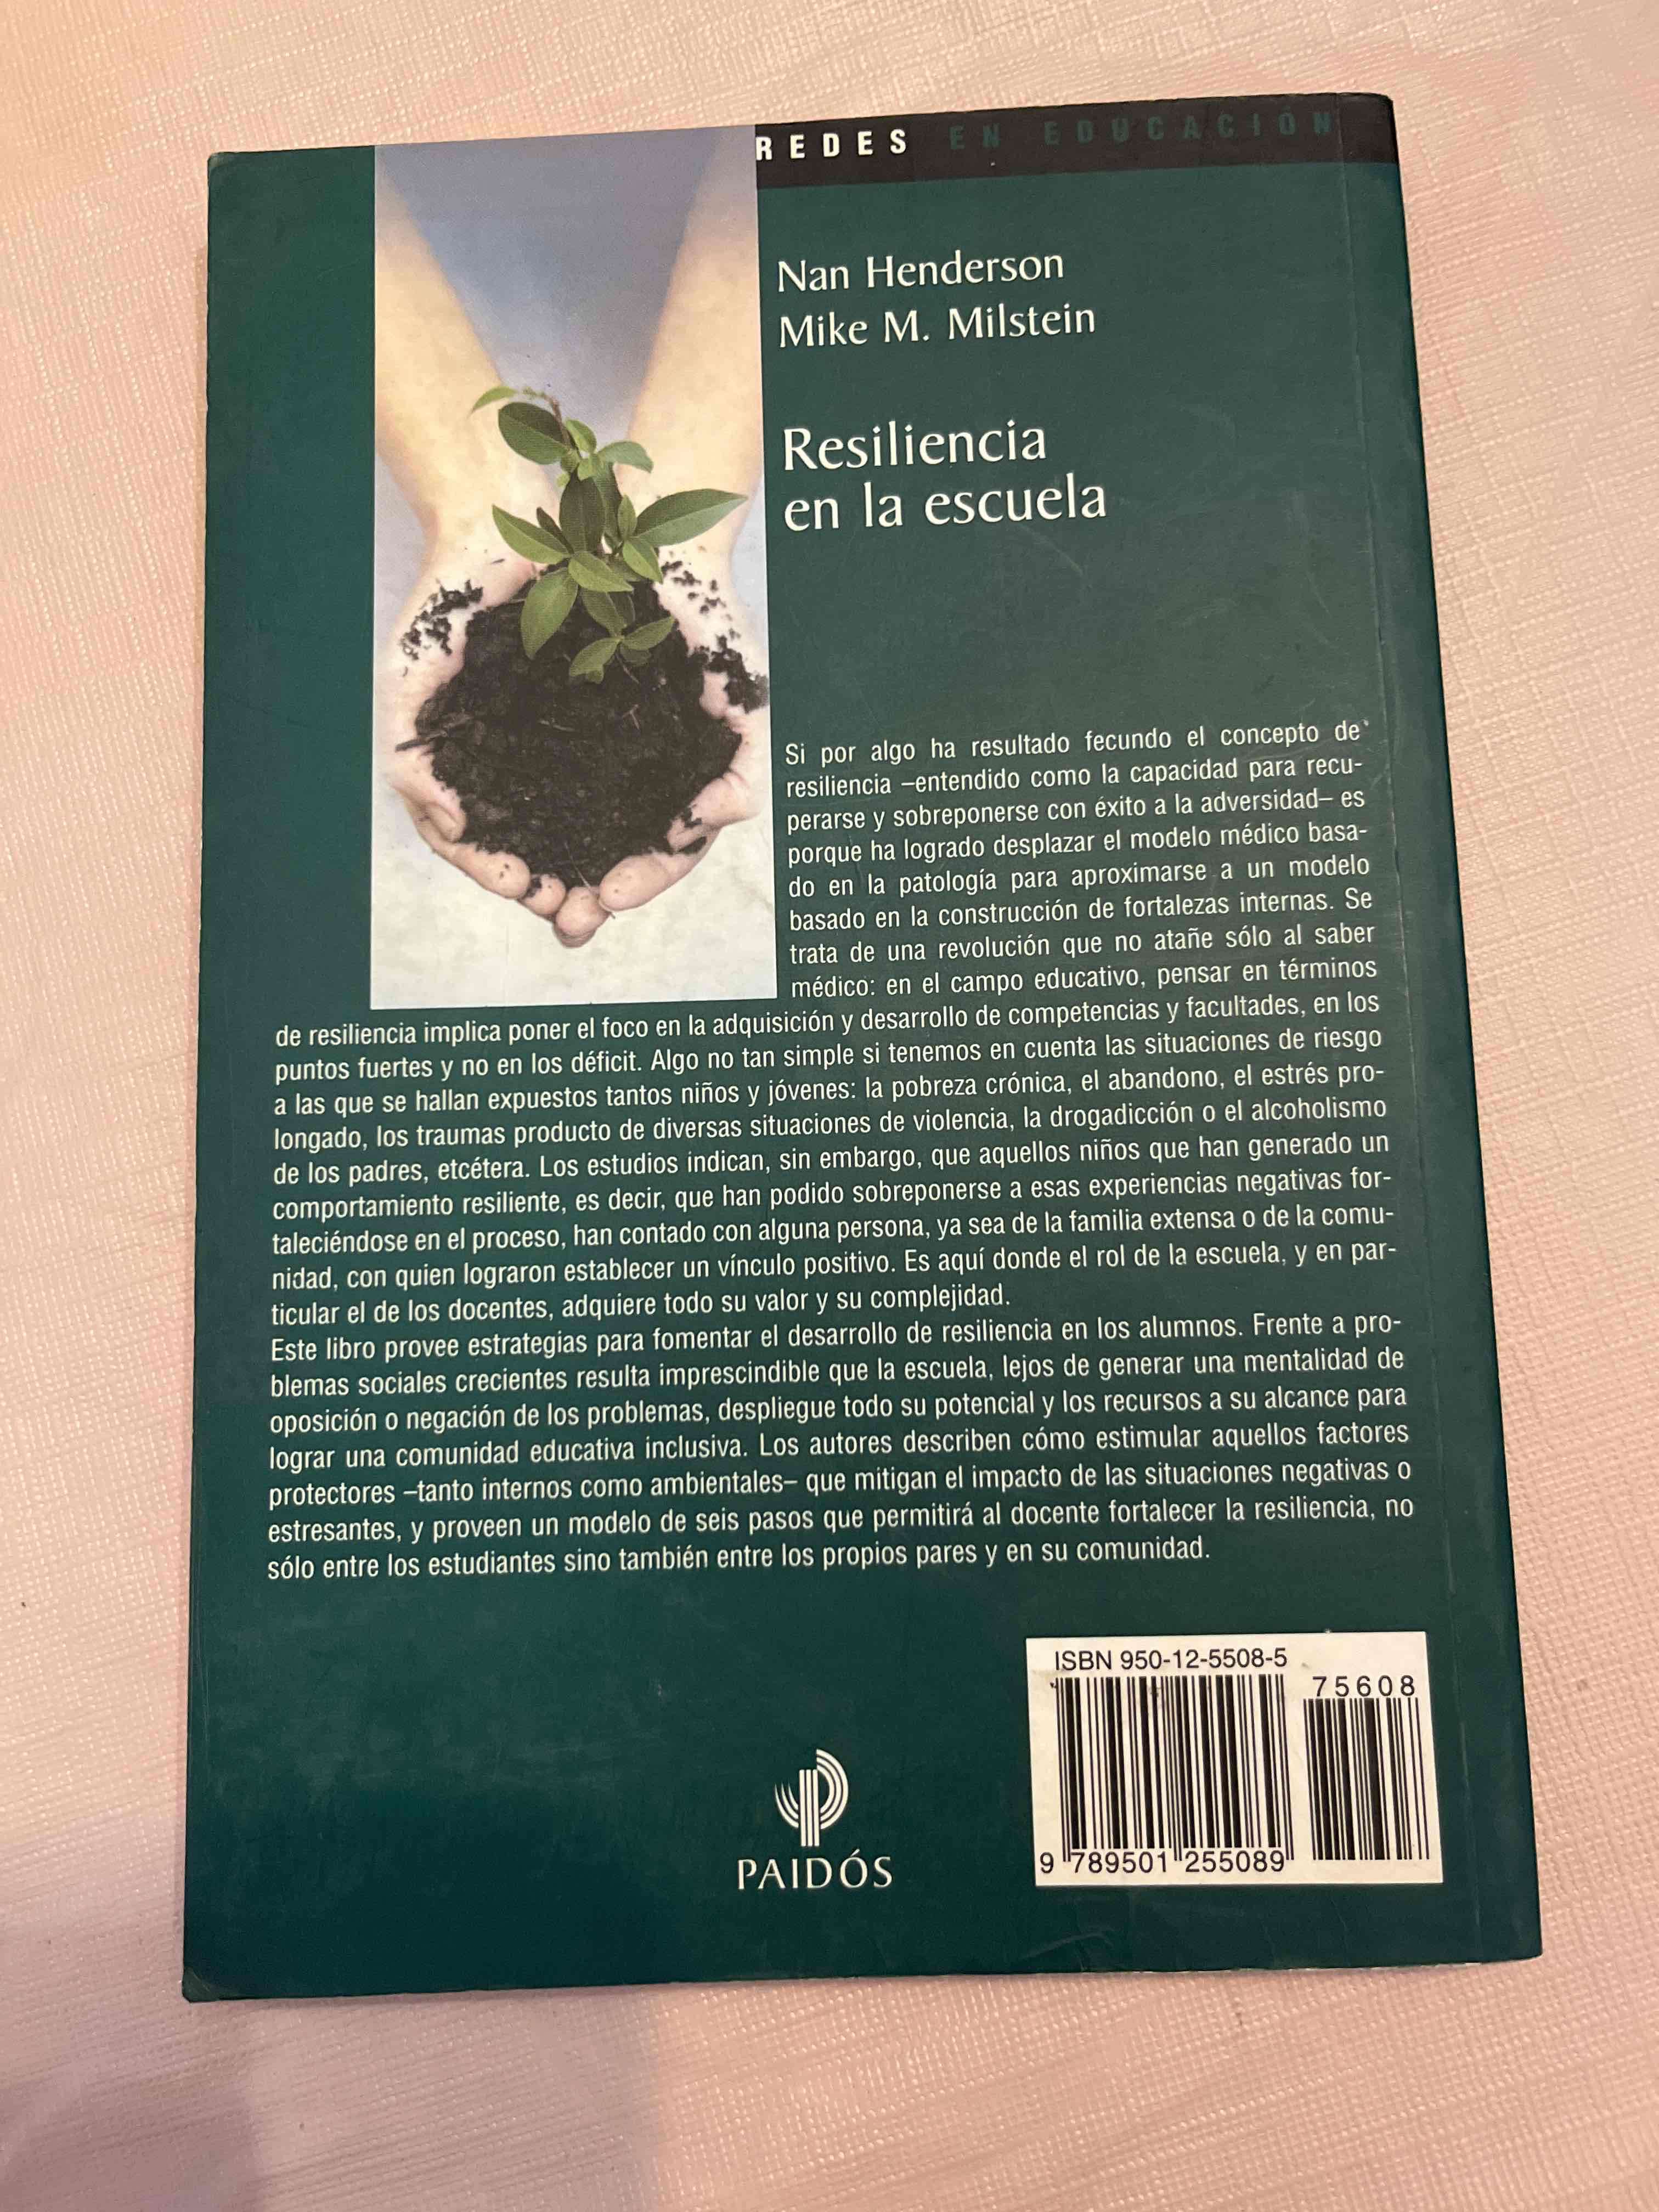 REDES EN EDUCACIÓN
Nan Henderson
Mike M. Milstein
Resiliencia
en la escuela
Si por algo ha resultado fecundo el concepto de
resiliencia –entendido como la capacidad para recu-
perarse y sobreponerse con éxito a la adversidad– es
porque ha logrado desplazar el modelo médico basa-
do en la patología para aproximarse a un modelo
basado en la construcción de fortalezas internas. Se
trata de una revolución que no atañe sólo al saber
médico: en el campo educativo, pensar en términos
de resiliencia implica poner el foco en la adquisición y desarrollo de competencias y facultades, en los
puntos fuertes y no en los déficit. Algo no tan simple si tenemos en cuenta las situaciones de riesgo
a las que se hallan expuestos tantos niños y jóvenes: la pobreza crónica, el abandono, el estrés pro-
longado, los traumas producto de diversas situaciones de violencia, la drogadicción o el alcoholismo
de los padres, etcétera. Los estudios indican, sin embargo, que aquellos niños que han generado un
comportamiento resiliente, es decir, que han podido sobreponerse a esas experiencias negativas for-
taleciéndose en el proceso, han contado con alguna persona, ya sea de la familia extensa o de la comu-
nidad, con quien lograron establecer un vínculo positivo. Es aquí donde el rol de la escuela, y en par-
ticular el de los docentes, adquiere todo su valor y su complejidad.
Este libro provee estrategias para fomentar el desarrollo de resiliencia en los alumnos. Frente a pro-
blemas sociales crecientes resulta imprescindible que la escuela, lejos de generar una mentalidad de
oposición o negación de los problemas, despliegue todo su potencial y los recursos a su alcance para
lograr una comunidad educativa inclusiva. Los autores describen cómo estimular aquellos factores
protectores –tanto internos como ambientales– que mitigan el impacto de las situaciones negativas o
estresantes, y proveen un modelo de seis pasos que permitirá al docente fortalecer la resiliencia, no
sólo entre los estudiantes sino también entre los propios pares y en su comunidad.
ISBN 950-12-5508-5
75608
9 789501 255089
PAIDÓS